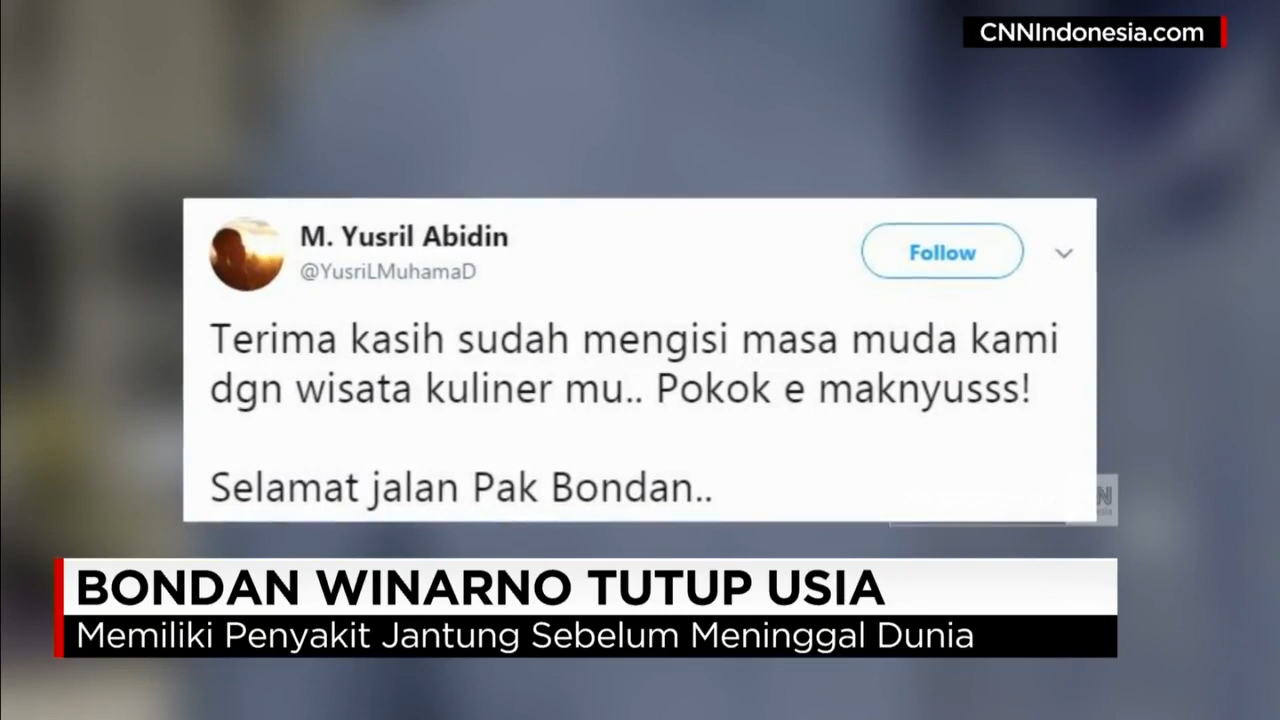 CNNIndonesia.com
M. Yusril Abidin
@YusriLMuhamaD
Follow
Terima kasih sudah mengisi masa muda kami
dgn wisata kuliner mu.. Pokok e maknyusss!
Selamat jalan Pak Bondan..
BONDAN WINARNO TUTUP USIA
Memiliki Penyakit Jantung Sebelum Meninggal Dunia